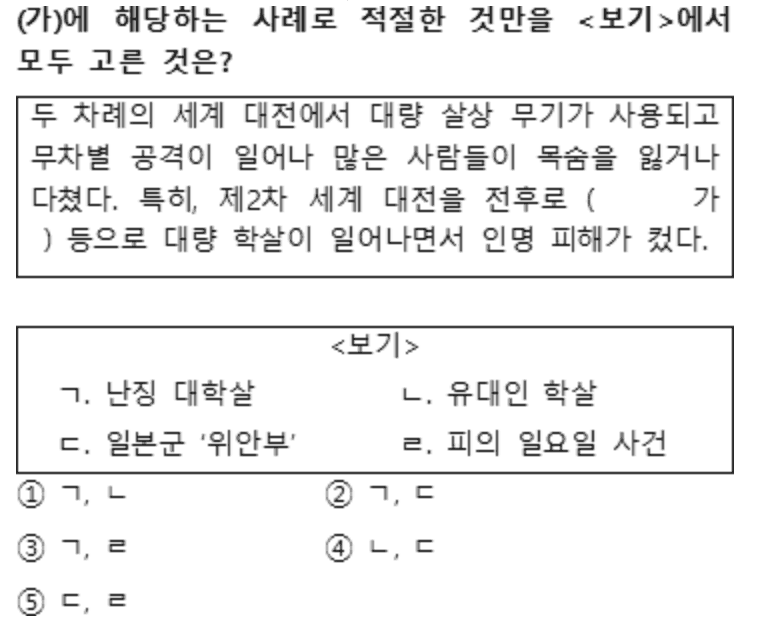 (가)에 해당하는 사례로 적절한 것만을 <보기>에서
모두 고른 것은?
두 차례의 세계 대전에서 대량 살상 무기가 사용되고
무차별 공격이 일어나 많은 사람들이 목숨을 잃거나
다쳤다. 특히, 제2차 세계 대전을 전후로 ( 가
) 등으로 대량 학살이 일어나면서 인명 피해가 컸다.
<보기>
ㄱ. 난징 대학살 ㄴ. 유대인 학살
ㄷ. 일본군 '위안부' ㄹ. 피의 일요일 사건
① ㄱ, ㄴ ② ㄱ, ㄷ
③ ㄱ, ㄹ ④ ㄴ, ㄷ
⑤ ㄷ, ㄹ